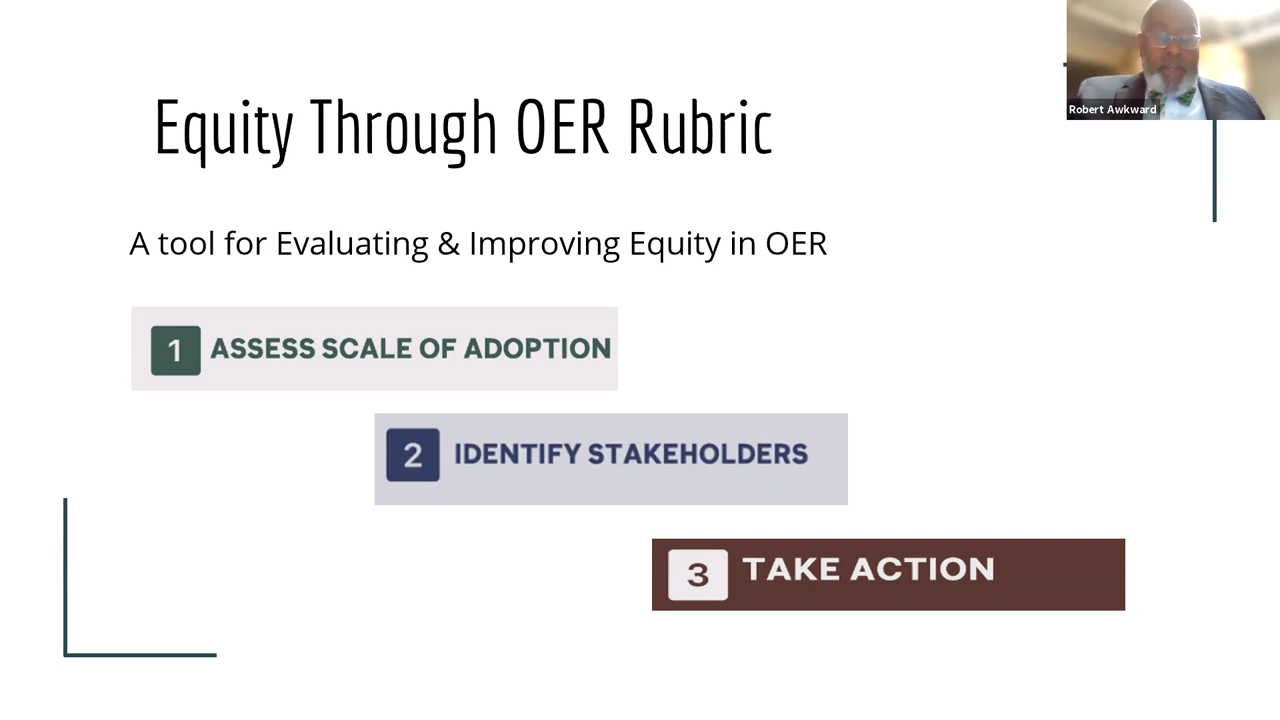 Equity Through OER Rubric
Robert Awkward
A tool for Evaluating & Improving Equity in OER
1 ASSESS SCALE OF ADOPTION
2 IDENTIFY STAKEHOLDERS
3 TAKE ACTION